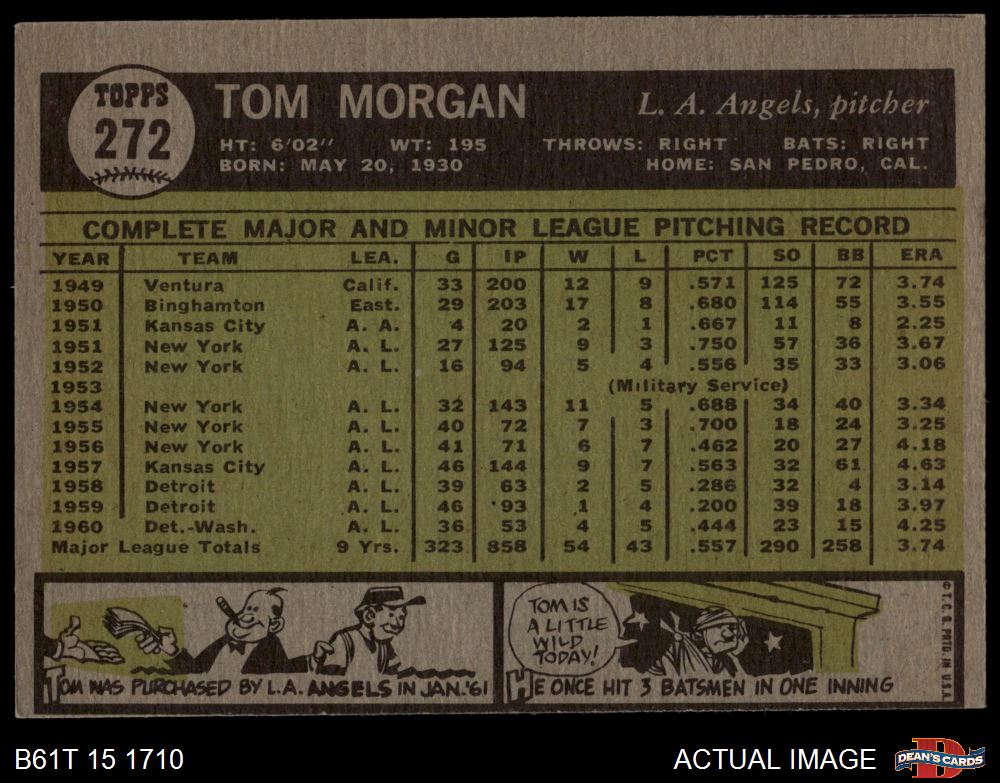 TOPPS
272
TOM MORGAN
L. A. Angels, pitcher
HT: 6'02" WT: 195 THROWS: RIGHT BATS: RIGHT
BORN: MAY 20, 1930 HOME: SAN PEDRO, CAL.
COMPLETE MAJOR AND MINOR LEAGUE PITCHING RECORD
YEAR TEAM LEA. G IP W L PCT SO BB ERA
1949 Ventura Calif. 33 200 12 9 .571 125 72 3.74
1950 Binghamton East. 29 203 17 8 .680 114 55 3.55
1951 Kansas City A. A. 4 20 2 1 .667 11 8 2.25
1951 New York A. L. 27 125 9 3 .750 57 36 3.67
1952 New York A. L. 16 94 5 4 .556 35 33 3.06
1953 (Military Service)
1954 New York A. L. 32 143 11 5 .688 34 40 3.34
1955 New York A. L. 40 72 7 3 .700 18 24 3.25
1956 New York A. L. 41 71 6 7 .462 20 27 4.18
1957 Kansas City A. L. 46 144 9 7 .563 32 61 4.63
1958 Detroit A. L. 39 63 2 5 .286 32 4 3.14
1959 Detroit A. L. 46 93 1 4 .200 39 18 3.97
1960 Det.-Wash. A. L. 36 53 4 5 .444 23 15 4.25
Major League Totals 9 Yrs. 323 858 54 43 .557 290 258 3.74
TOM WAS PURCHASED BY L.A. ANGELS IN JAN. '61
TOM IS
A LITTLE
WILD
TODAY!
HE ONCE HIT 3 BATSMEN IN ONE INNING
© T. C. G. PRTD. IN U.S.A.
B61T 15 1710
ACTUAL IMAGE
D
DEAN'S CARDS